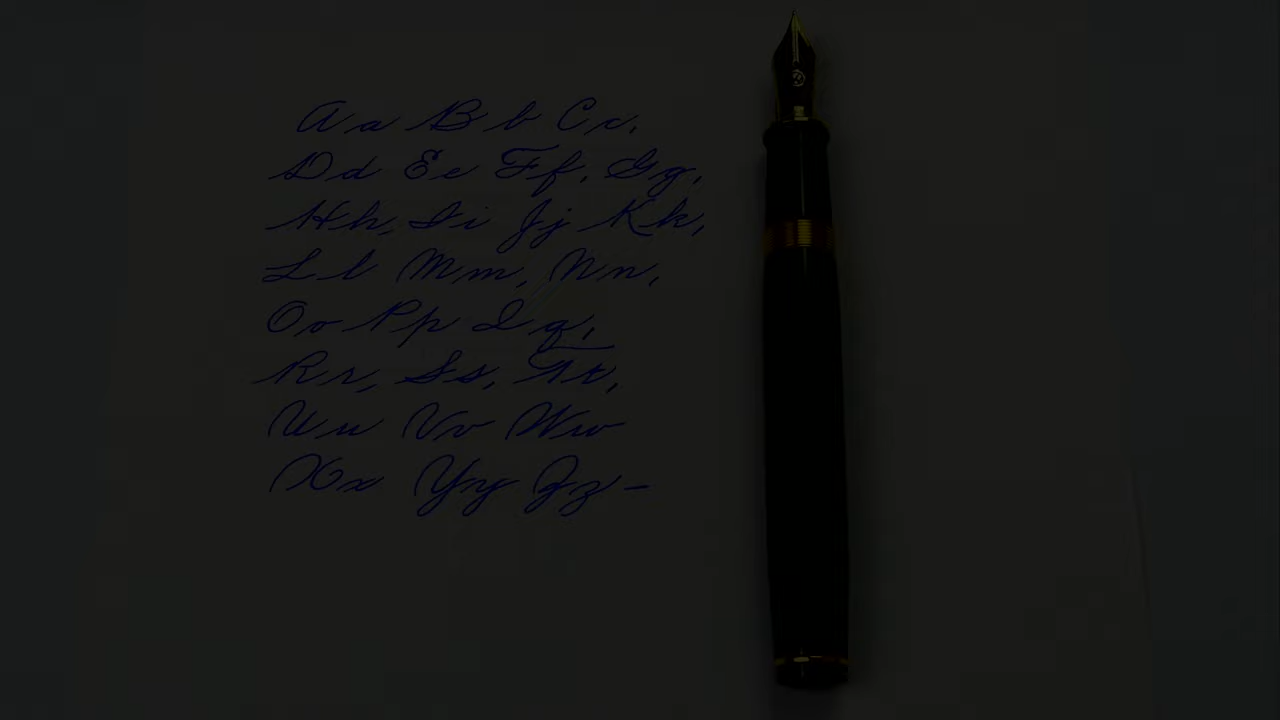 Aa Bb Cc,
Dd Ee Ff, Gg,
Hh, Ii Jj Kk,
Ll Mm, Nn,
Oo Pp Qq,
Rr, Ss, Tt,
Uu Vv Ww
Xx Yy Zz -